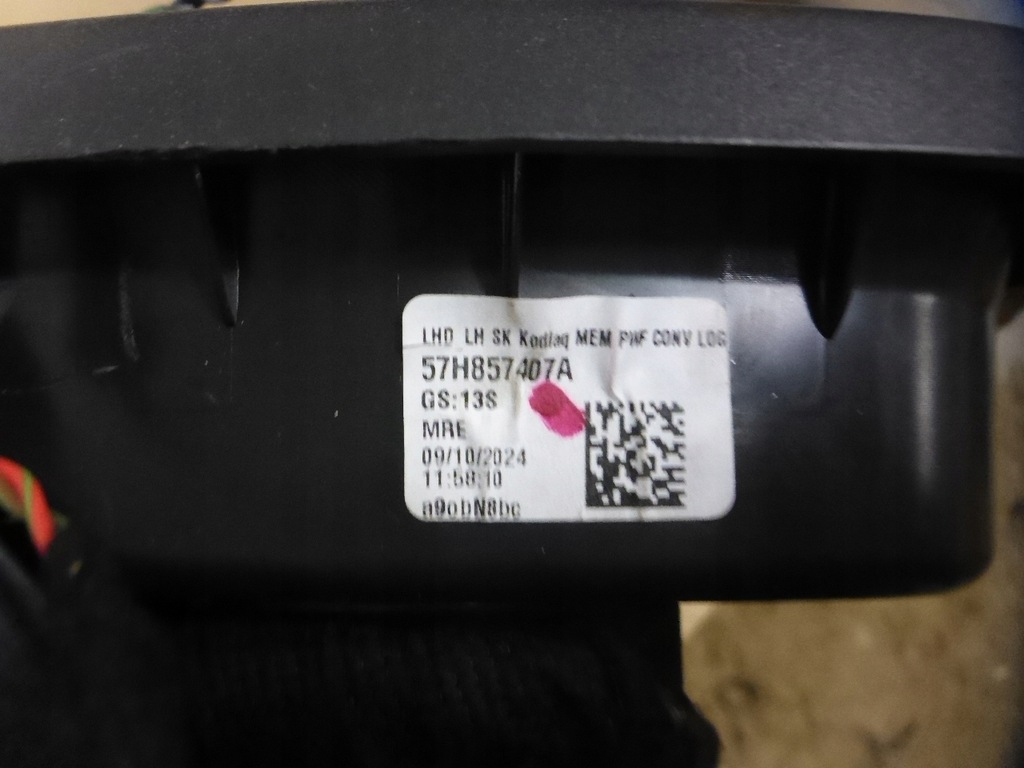 LHD LH SK Kodiaq MEM PWF CONV LOG
57H857407A
GS:13S
MRE
09/10/2024
11:58:10
a9obN8bc